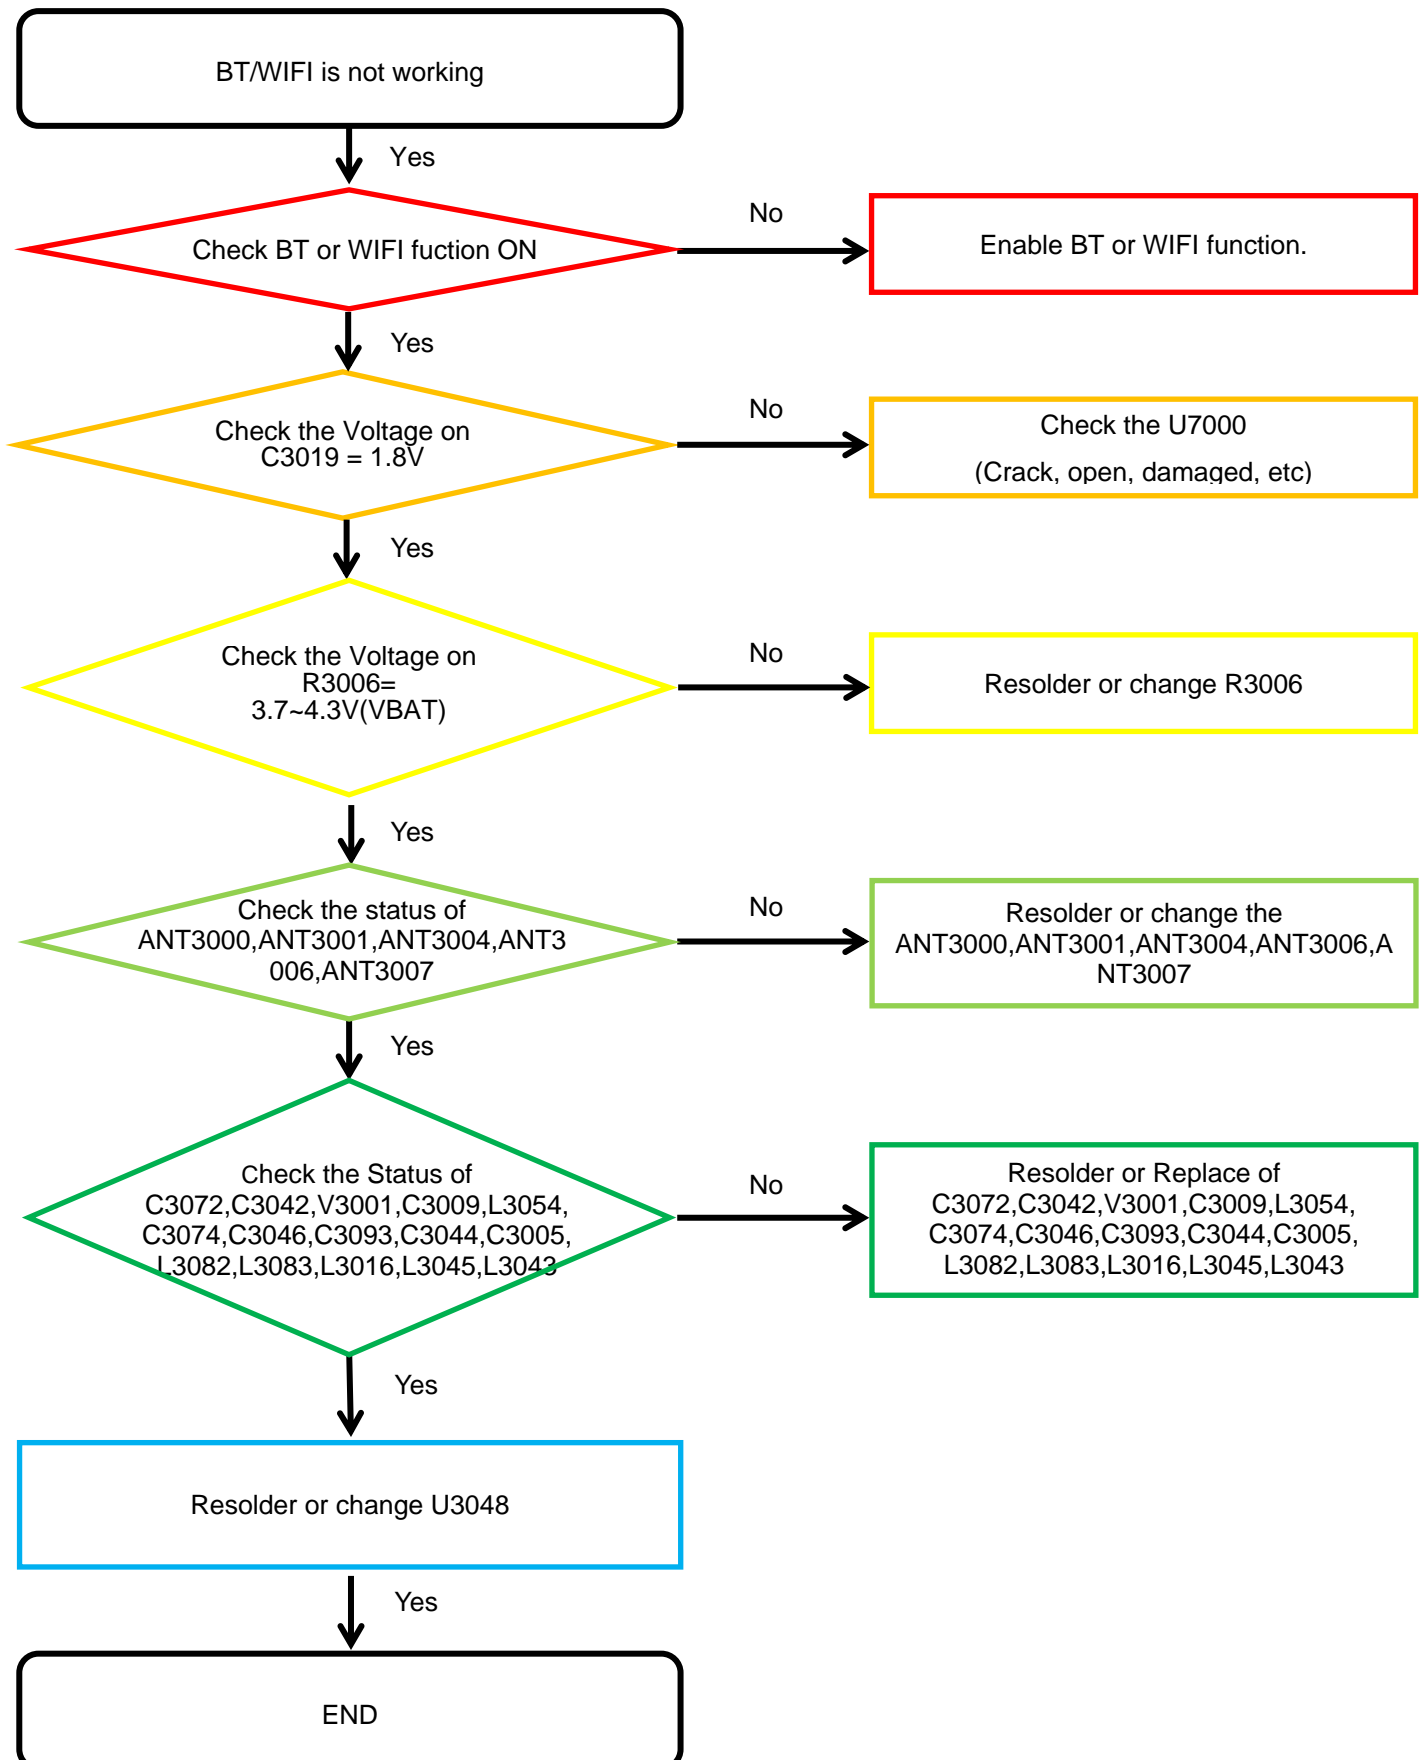 BT/WIFI is not working
Yes
Check BT or WIFI fuction ON
No
Enable BT or WIFI function.
Yes
Check the Voltage on
C3019 = 1.8V
No
Check the U7000
(Crack, open, damaged, etc)
Yes
Check the Voltage on
R3006=
3.7~4.3V(VBAT)
No
Resolder or change R3006
Yes
Check the status of
ANT3000,ANT3001,ANT3004,ANT3
006,ANT3007
No
Resolder or change the
ANT3000,ANT3001,ANT3004,ANT3006,A
NT3007
Yes
Check the Status of
C3072,C3042,V3001,C3009,L3054,
C3074,C3046,C3093,C3044,C3005,
L3082,L3083,L3016,L3045,L3043
No
Resolder or Replace of
C3072,C3042,V3001,C3009,L3054,
C3074,C3046,C3093,C3044,C3005,
L3082,L3083,L3016,L3045,L3043
Yes
Resolder or change U3048
Yes
END